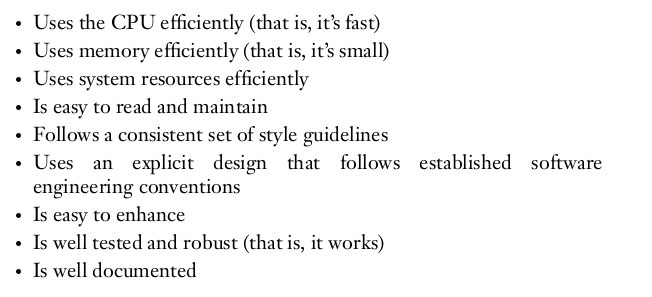 • Uses the CPU efficiently (that is, it’s fast)
• Uses memory efficiently (that is, it’s small)
• Uses system resources efficiently
• Is easy to read and maintain
• Follows a consistent set of style guidelines
• Uses an explicit design that follows established software
engineering conventions
• Is easy to enhance
• Is well tested and robust (that is, it works)
• Is well documented